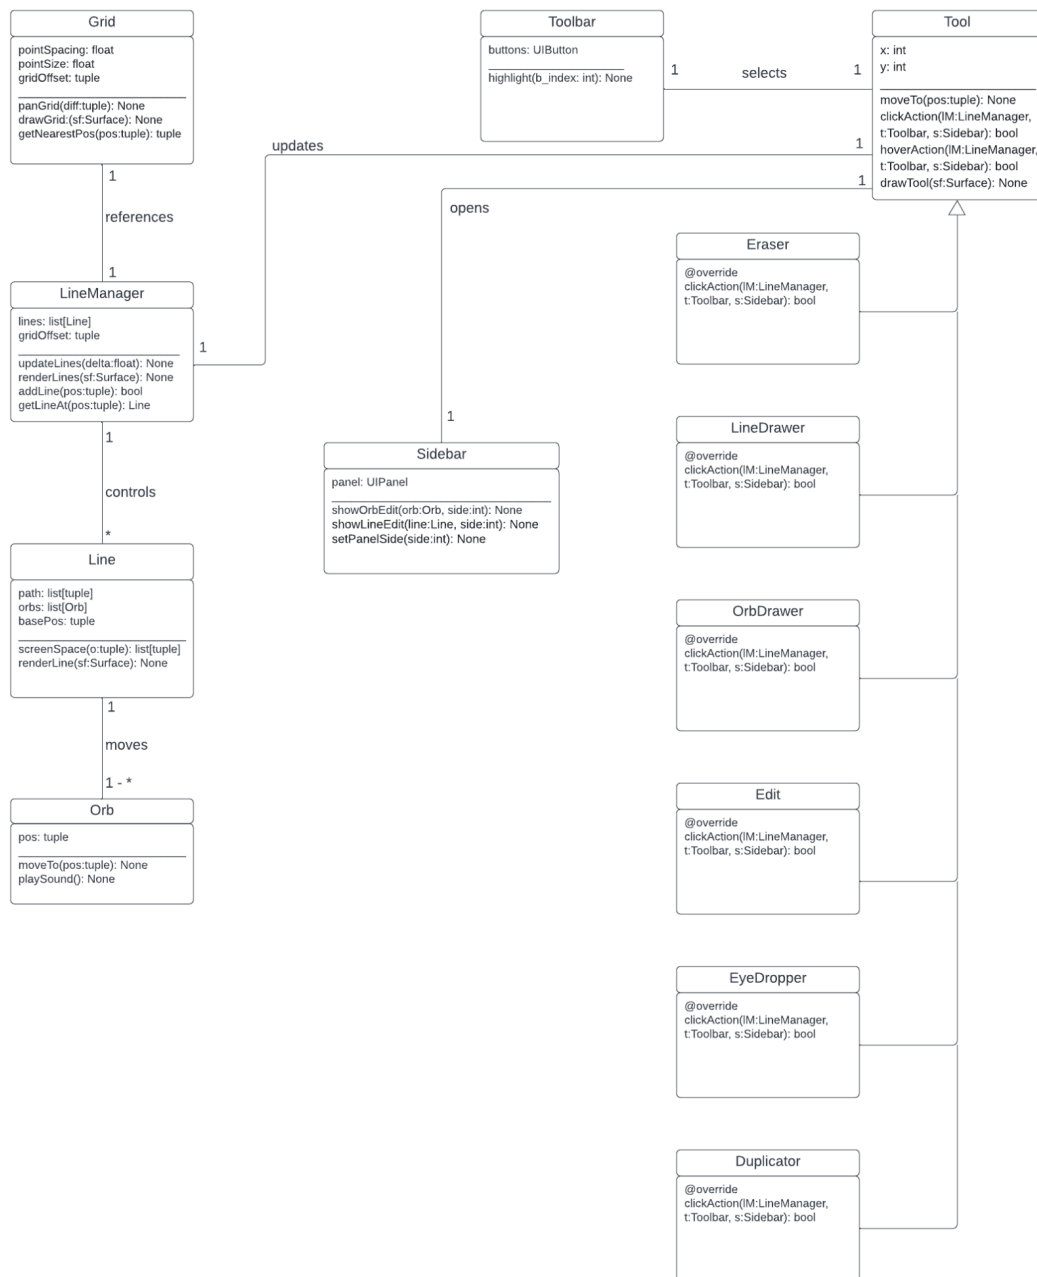 Grid
pointSpacing: float
pointSize: float
gridOffset: tuple
panGrid(diff:tuple): None
drawGrid:(sf:Surface): None
getNearestPos(pos:tuple): tuple
1
references
1
LineManager
lines: list[Line]
gridOffset: tuple
updateLines(delta:float): None
renderLines(sf:Surface): None
addLine(pos:tuple): bool
getLineAt(pos:tuple): Line
1
controls
*
Line
path: list[tuple]
orbs: list[Orb]
basePos: tuple
screenSpace(o:tuple): list[tuple]
renderLine(sf:Surface): None
1
moves
1 - *
Orb
pos: tuple
moveTo(pos:tuple): None
playSound(): None
Toolbar
buttons: UIButton
highlight(b_index: int): None
1
selects
1
Tool
x: int
y: int
moveTo(pos:tuple): None
clickAction(lM:LineManager,
t:Toolbar, s:Sidebar): bool
hoverAction(lM:LineManager,
t:Toolbar, s:Sidebar): bool
drawTool(sf:Surface): None
updates
1
1
opens
1
1
Sidebar
panel: UIPanel
showOrbEdit(orb:Orb, side:int): None
showLineEdit(line:Line, side:int): None
setPanelSide(side:int): None
Eraser
@override
clickAction(lM:LineManager,
t:Toolbar, s:Sidebar): bool
LineDrawer
@override
clickAction(lM:LineManager,
t:Toolbar, s:Sidebar): bool
OrbDrawer
@override
clickAction(lM:LineManager,
t:Toolbar, s:Sidebar): bool
Edit
@override
clickAction(lM:LineManager,
t:Toolbar, s:Sidebar): bool
EyeDropper
@override
clickAction(lM:LineManager,
t:Toolbar, s:Sidebar): bool
Duplicator
@override
clickAction(lM:LineManager,
t:Toolbar, s:Sidebar): bool